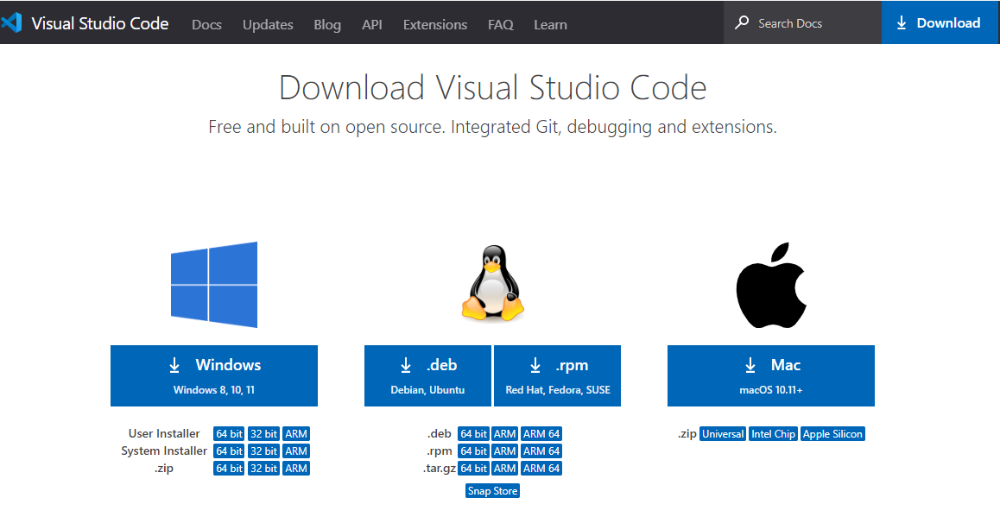 Visual Studio Code Docs Updates Blog API Extensions FAQ Learn Search Docs Download
Download Visual Studio Code
Free and built on open source. Integrated Git, debugging and extensions.
Windows
Windows 8, 10, 11
.deb
Debian, Ubuntu
.rpm
Red Hat, Fedora, SUSE
Mac
macOS 10.11+
User Installer 64 bit 32 bit ARM
System Installer 64 bit 32 bit ARM
.zip 64 bit 32 bit ARM
.deb 64 bit ARM ARM 64
.rpm 64 bit ARM ARM 64
.tar.gz 64 bit ARM ARM 64
Snap Store
.zip Universal Intel Chip Apple Silicon